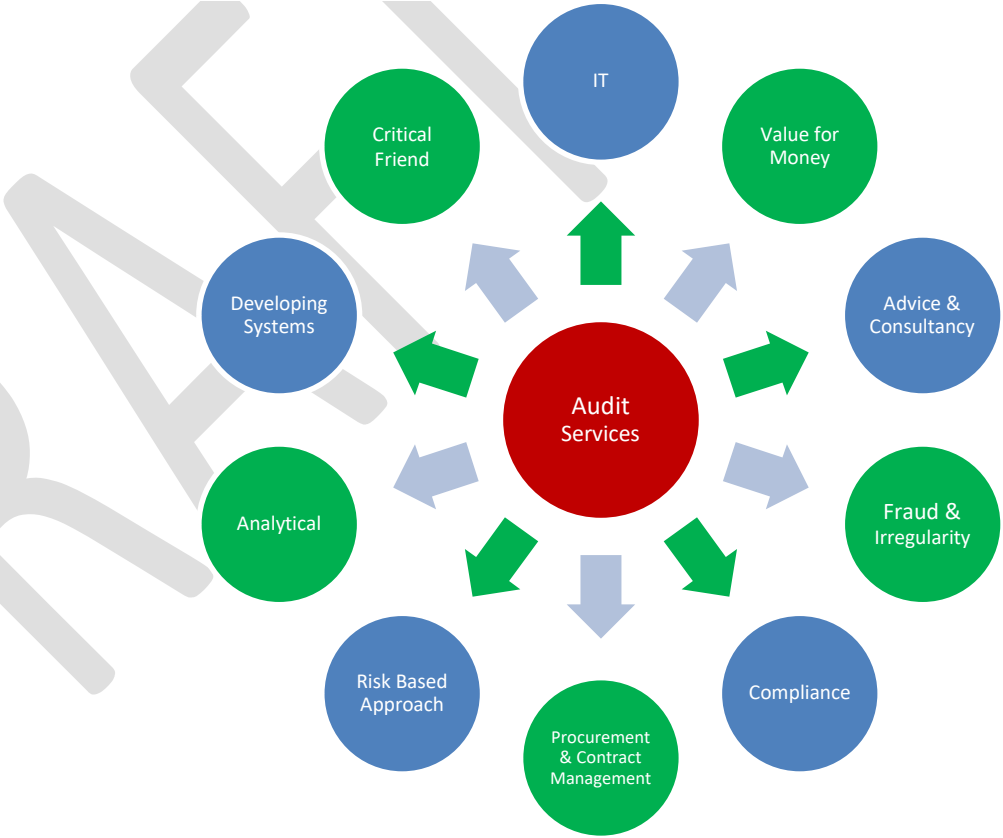 IT
Value for
Money
Advice &
Consultancy
Fraud &
Irregularity
Compliance
Procurement
& Contract
Management
Risk Based
Approach
Analytical
Developing
Systems
Critical
Friend
Audit
Services
RAFT